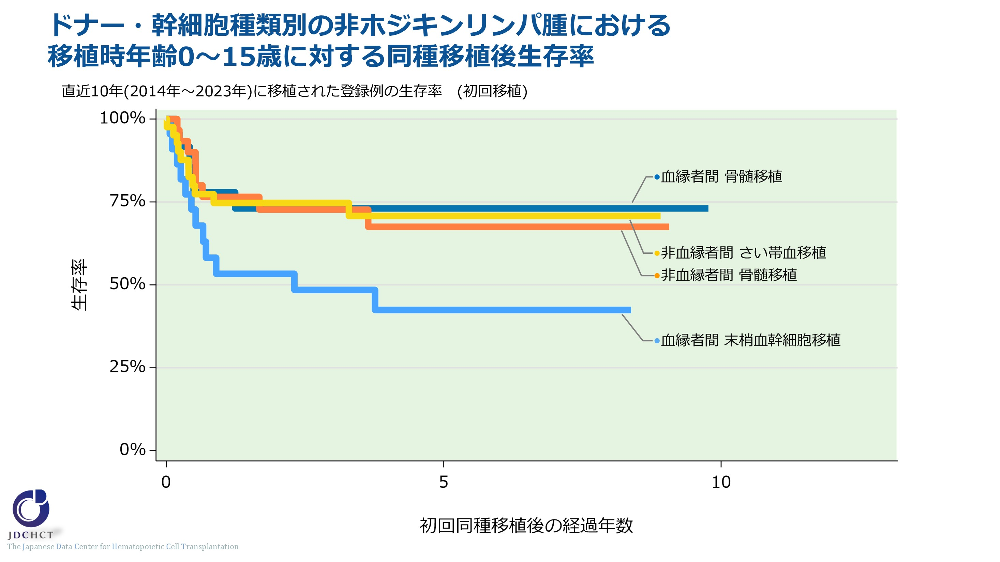 ドナー・幹細胞種類別の非ホジキンリンパ腫における
移植時年齢0～15歳に対する同種移植後生存率
直近10年(2014年～2023年)に移植された登録例の生存率　(初回移植)
100%
75%
50%
25%
0%
生存率
血縁者間 骨髄移植
非血縁者間 さい帯血移植
非血縁者間 骨髄移植
血縁者間 末梢血幹細胞移植
0
5
10
初回同種移植後の経過年数
JDCHCT
The Japanese Data Center for Hematopoietic Cell Transplantation